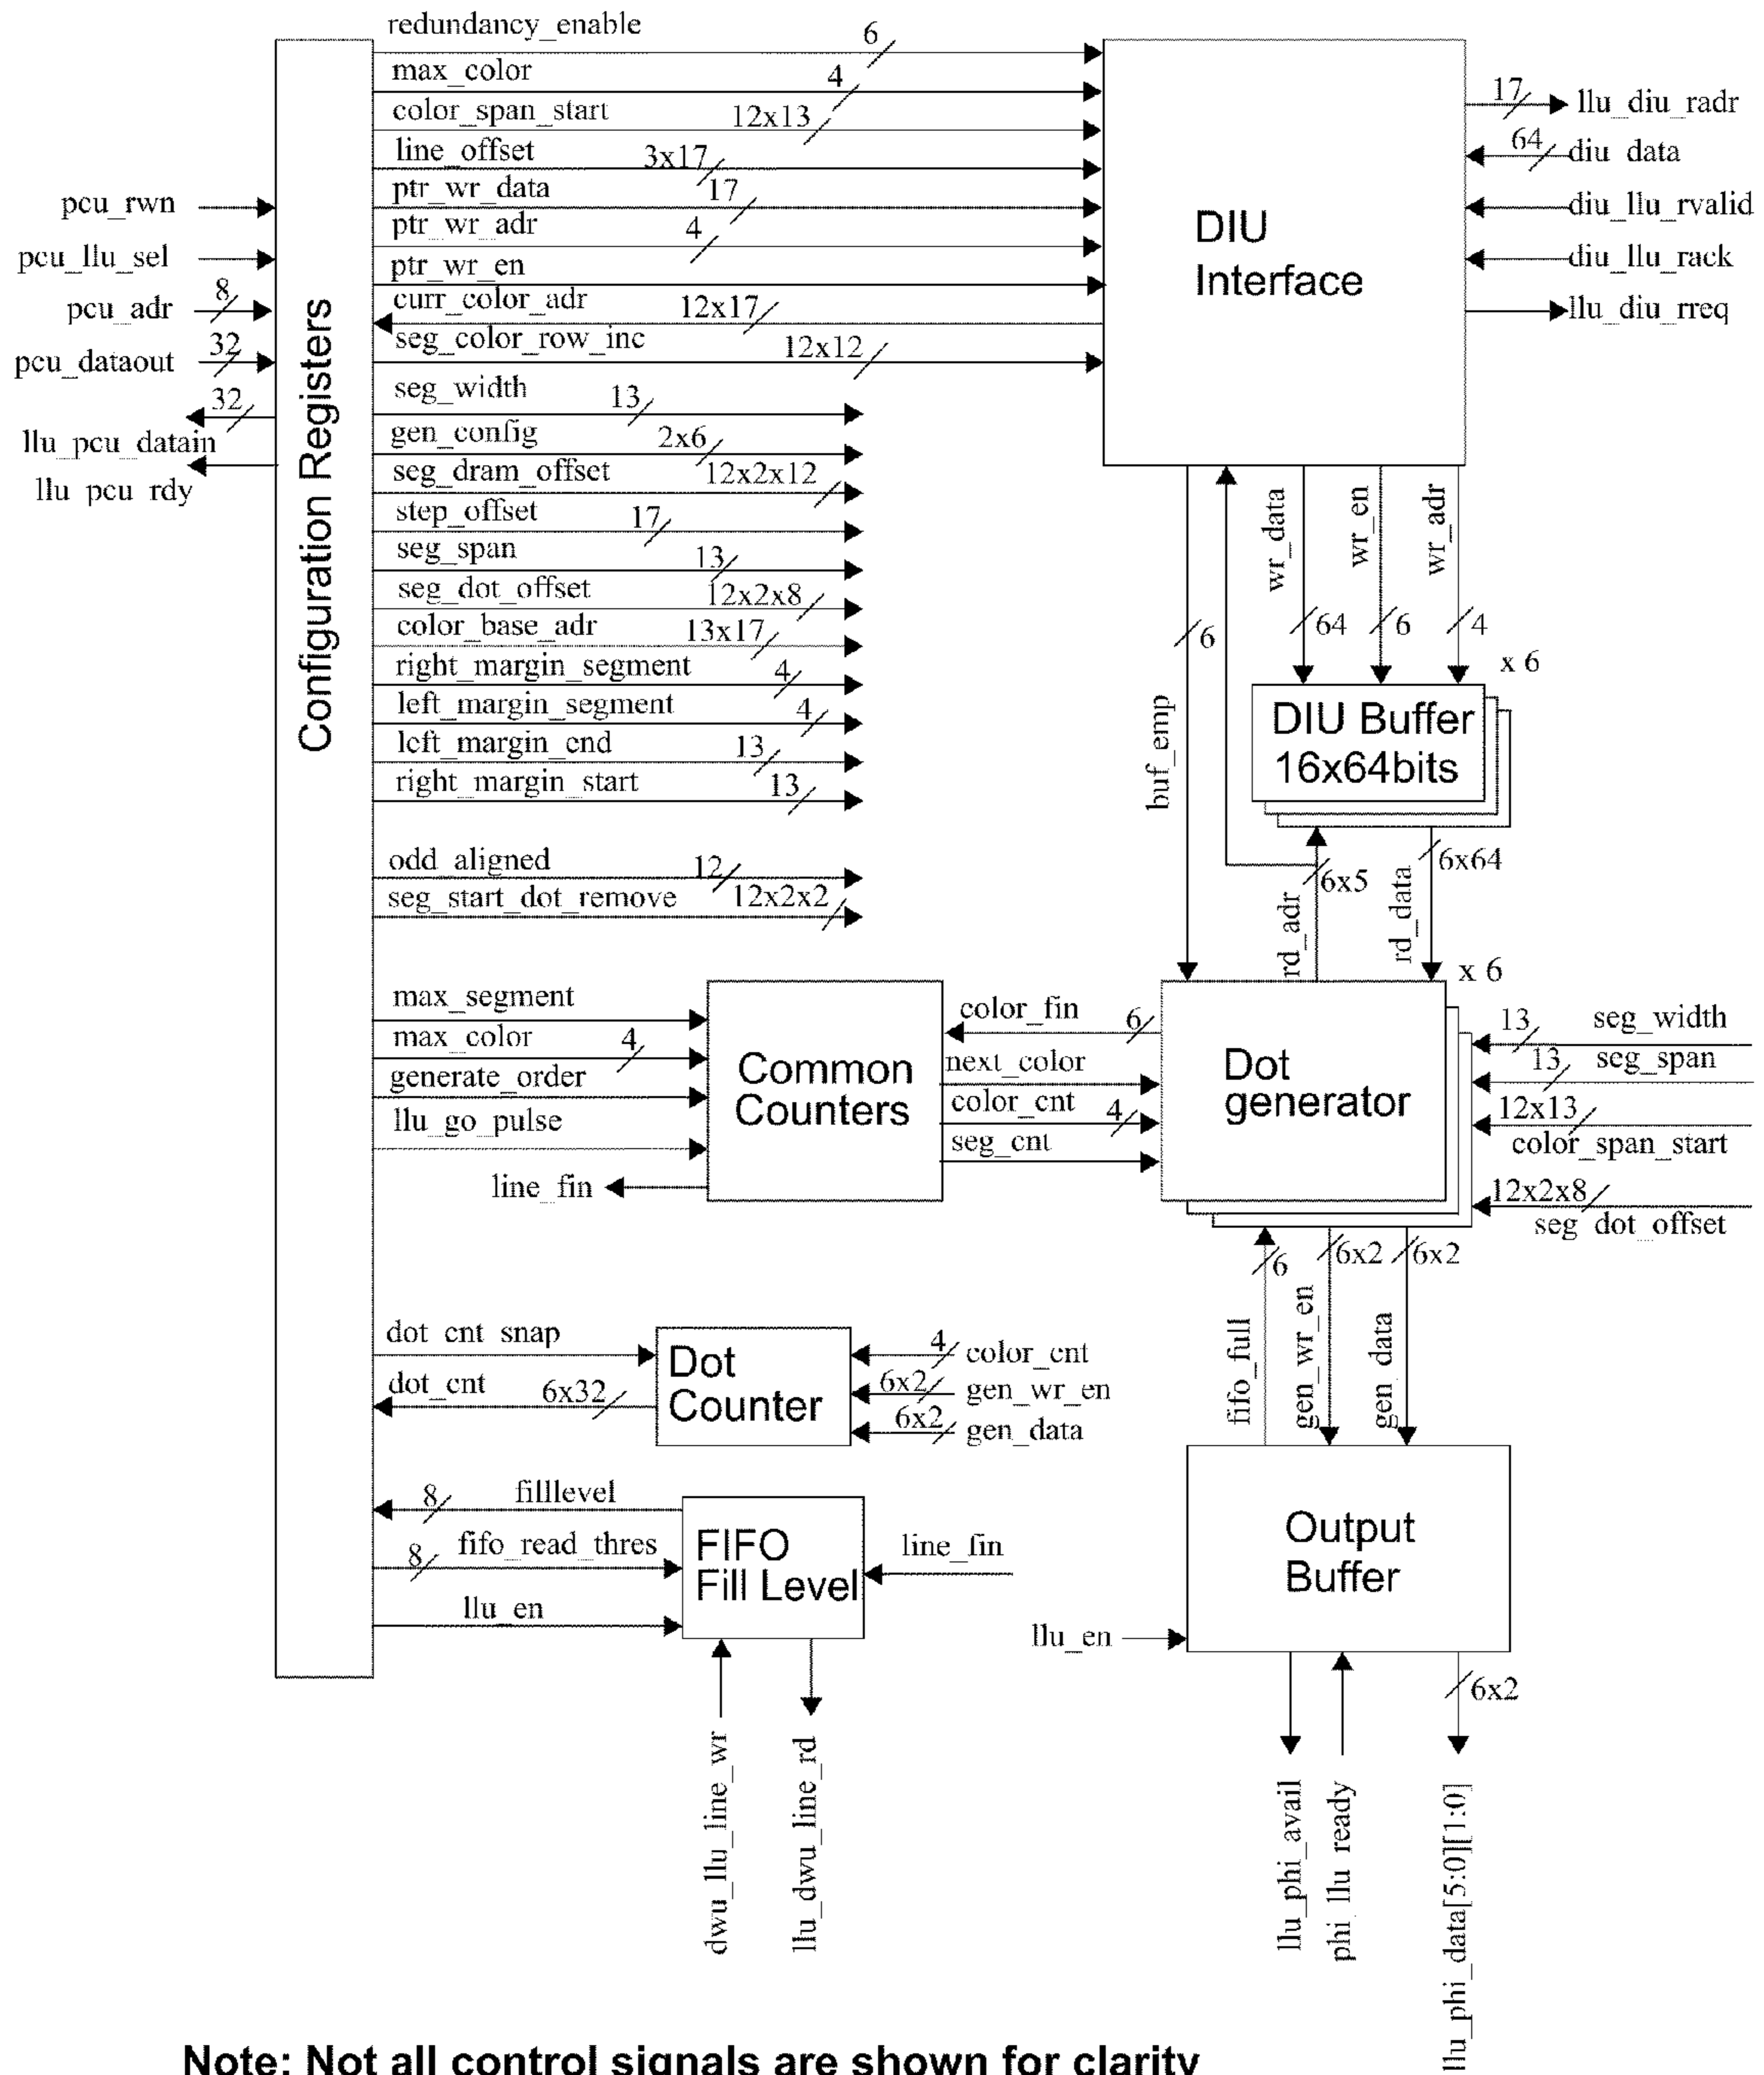 redundancy_enable
6
max_color
4
color_span_start
12x13
line_offset
3x17
ptr_wr_data
17
ptr_wr_adr
4
ptr_wr_en
curr_color_adr
12x17
seg_color_row_inc
12x12
seg_width
13
gen_config
2x6
seg_dram_offset
12x2x12
step_offset
17
seg_span
13
seg_dot_offset
12x2x8
color_base_adr
13x17
right_margin_segment
4
left_margin_segment
4
left_margin_end
13
right_margin_start
13
odd_aligned
12
seg_start_dot_remove
12x2x2
pcu_rwn
pcu_llu_sel
pcu_adr
8
pcu_dataout
32
32
llu_pcu_datain
llu_pcu_rdy
Configuration Registers
DIU
Interface
17
llu_diu_radr
64
diu_data
diu_llu_rvalid
diu_llu_rack
llu_diu_rreq
wr_data
wr_en
wr_adr
6
64
6
4
x 6
buf_emp
DIU Buffer
16x64bits
6x5
6x64
rd_adr
rd_data
x 6
max_segment
max_color
4
generate_order
llu_go_pulse
line_fin
Common
Counters
color_fin
6
next_color
color_cnt
4
seg_cnt
Dot
generator
13
seg_width
13
seg_span
12x13
color_span_start
12x2x8
seg_dot_offset
6
6x2
6x2
fifo_full
gen_wr_en
gen_data
dot_cnt_snap
dot_cnt
6x32
Dot
Counter
4
color_cnt
6x2
gen_wr_en
6x2
gen_data
8
filllevel
8
fifo_read_thres
llu_en
FIFO
Fill Level
line_fin
Output
Buffer
llu_en
6x2
dwu_llu_line_wr
llu_dwu_line_rd
llu_phi_avail
phi_llu_ready
llu_phi_data[5:0][1:0]
Note: Not all control signals are shown for clarity